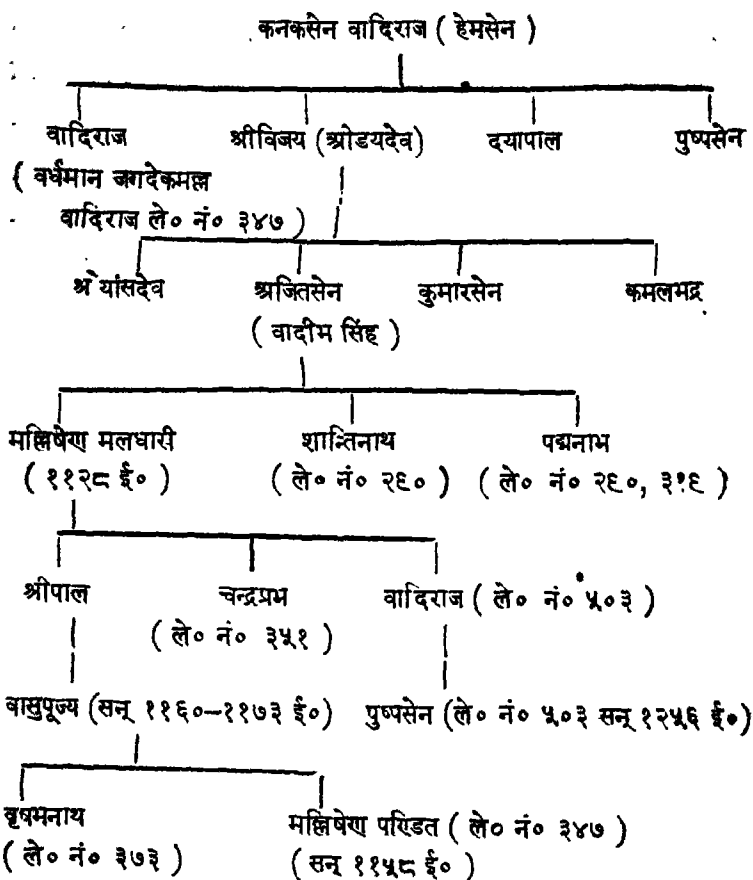 कनकसेन वादिराज ( हेमसेन )
वादिराज श्रीविजय (ओडयदेव) दयापाल पुष्पसेन
( वर्धमान जगदेकमल्ल
वादिराज ले० नं० ३४७ )
श्रेयांसदेव अजितसेन कुमारसेन कमलभद्र
( वादीभ सिंह )
मल्लिषेण मलधारी शान्तिनाथ पद्मनाभ
( ११२८ ई० ) ( ले० नं० २६० ) ( ले० नं० २६०, ३१६ )
श्रीपाल चन्द्रप्रभ वादिराज ( ले० नं० ५०३ )
( ले० नं० ३५१ )
वासुपूज्य (सन् ११६०–११७३ ई०) पुष्पसेन (ले० नं० ५०३ सन् १२५६ ई०)
वृषभनाथ मल्लिषेण पण्डित ( ले० नं० ३४७ )
( ले० नं० ३७३ ) ( सन् ११५८ ई० )